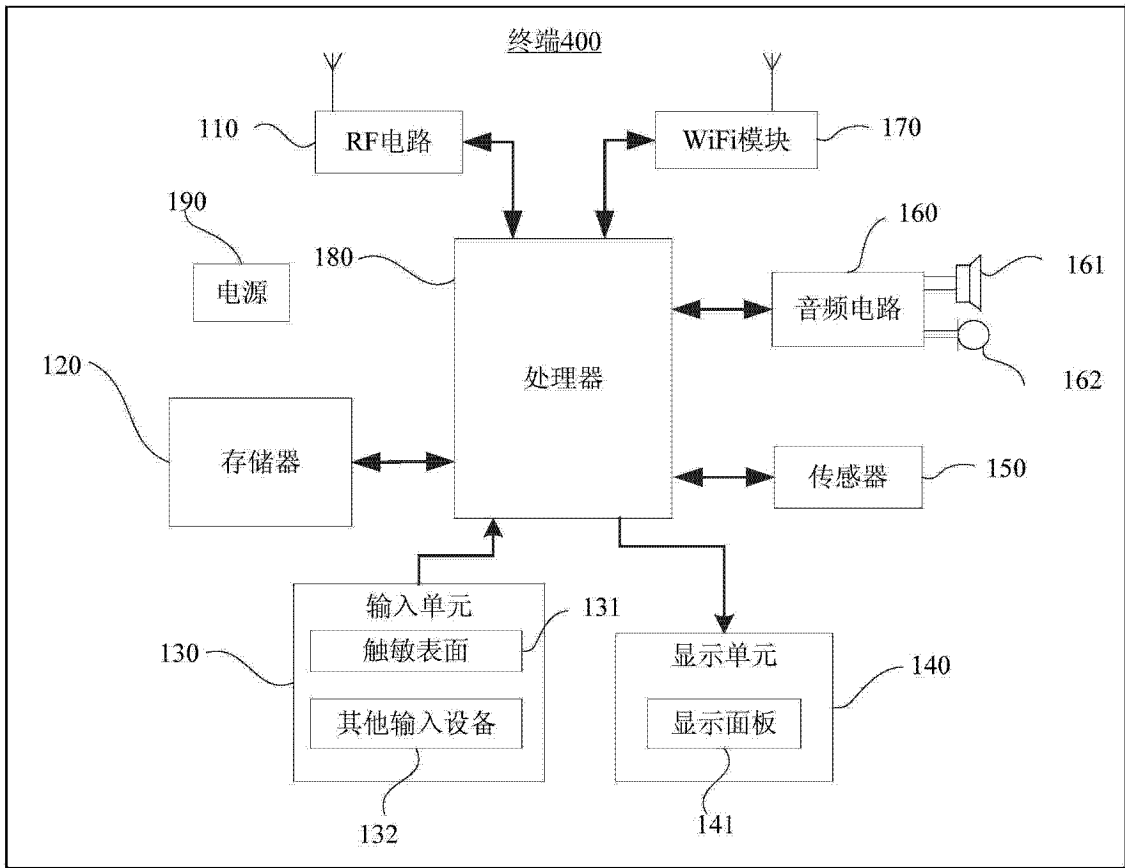 终端400
110
RF电路
WiFi模块
170
190
电源
180
处理器
160
音频电路
161
162
120
存储器
传感器
150
输入单元
触敏表面
131
130
其他输入设备
132
显示单元
140
显示面板
141